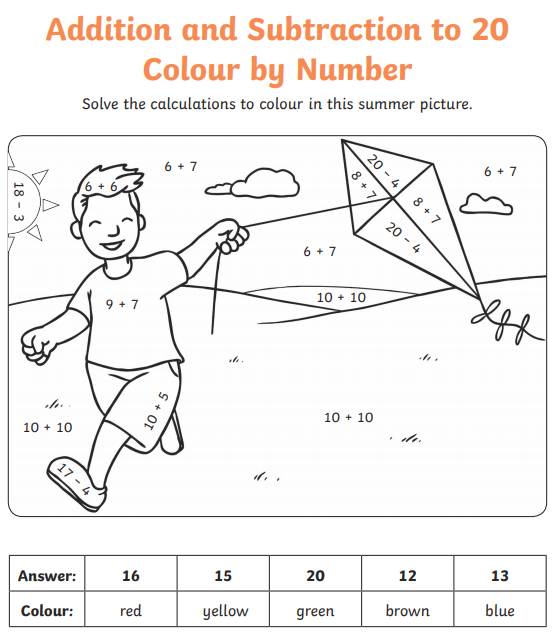 Addition and Subtraction to 20
Colour by Number
Solve the calculations to colour in this summer picture.
18 – 3
6 + 6
6 + 7
20 – 4
8 + 7
8 + 7
20 – 4
6 + 7
6 + 7
9 + 7
10 + 10
10 + 5
10 + 10
10 + 10
17 – 4
Answer: 16 15 20 12 13
Colour: red yellow green brown blue